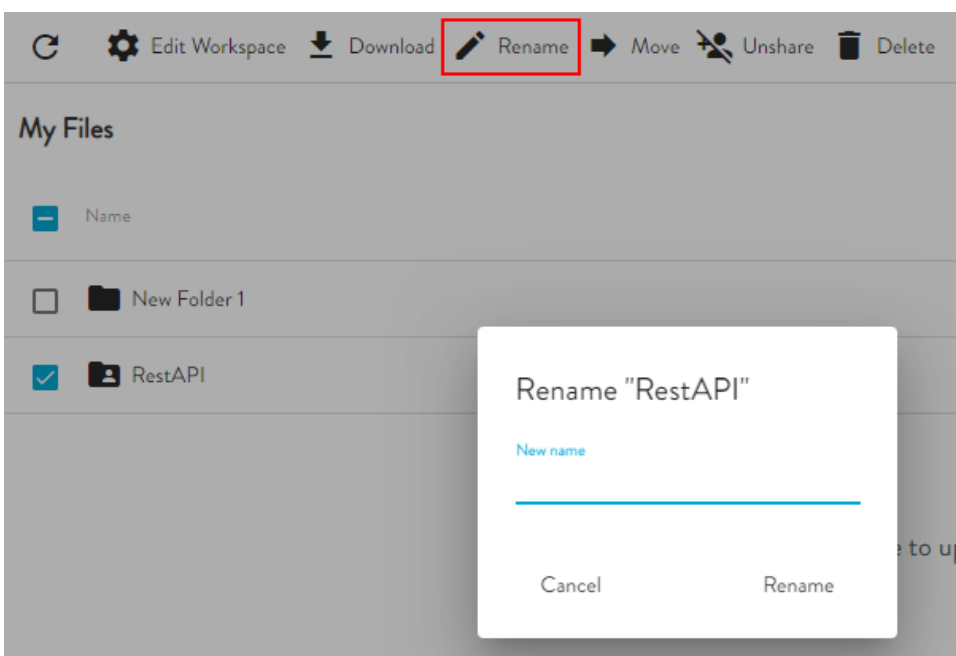 Edit Workspace Download Rename Move Unshare Delete
My Files
Name
New Folder 1
RestAPI
Rename "RestAPI"
New name
e to up
Cancel Rename